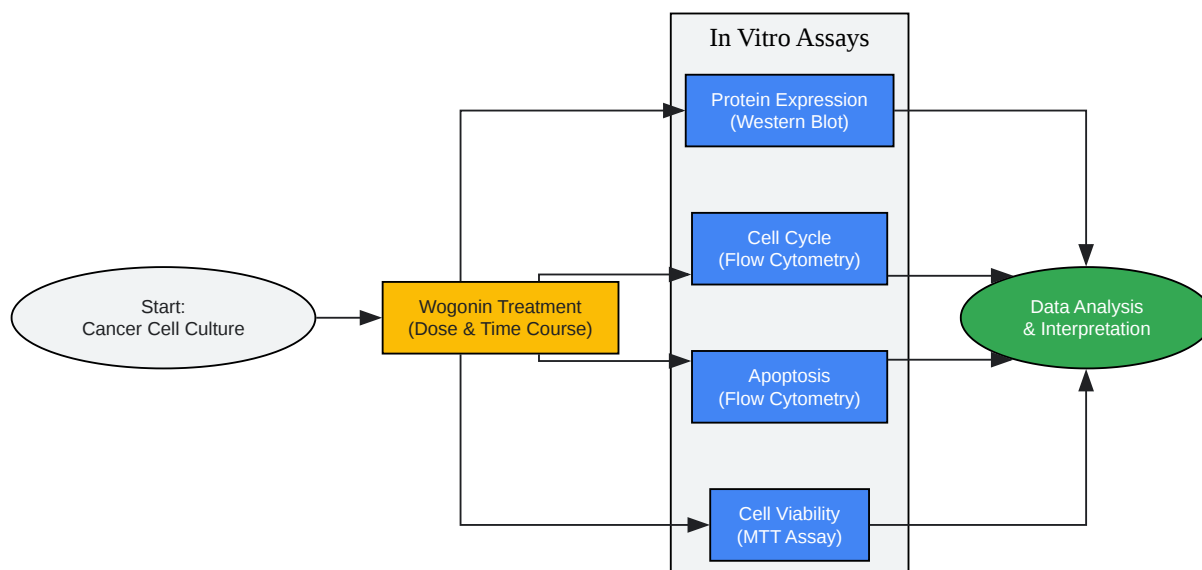 In Vitro Assays
Protein Expression
(Western Blot)
Cell Cycle
(Flow Cytometry)
Start:
Cancer Cell Culture
Wogonin Treatment
(Dose & Time Course)
Data Analysis
& Interpretation
Apoptosis
(Flow Cytometry)
Cell Viability
(MTT Assay)